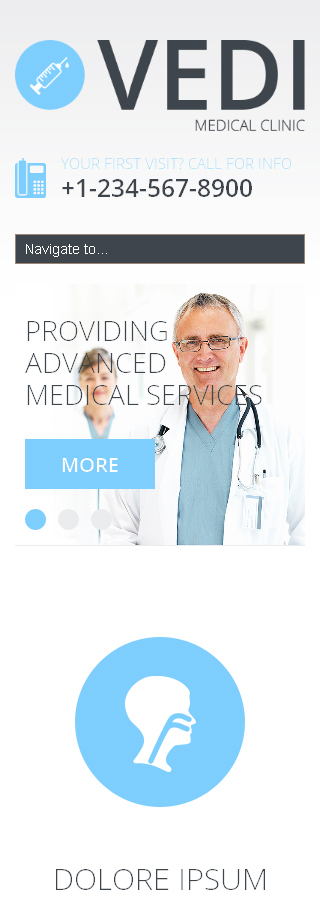 VEDI
MEDICAL CLINIC
YOUR FIRST VISIT? CALL FOR INFO
+1-234-567-8900
Navigate to...
PROVIDING
ADVANCED
MEDICAL SERVICES
MORE
DOLORE IPSUM